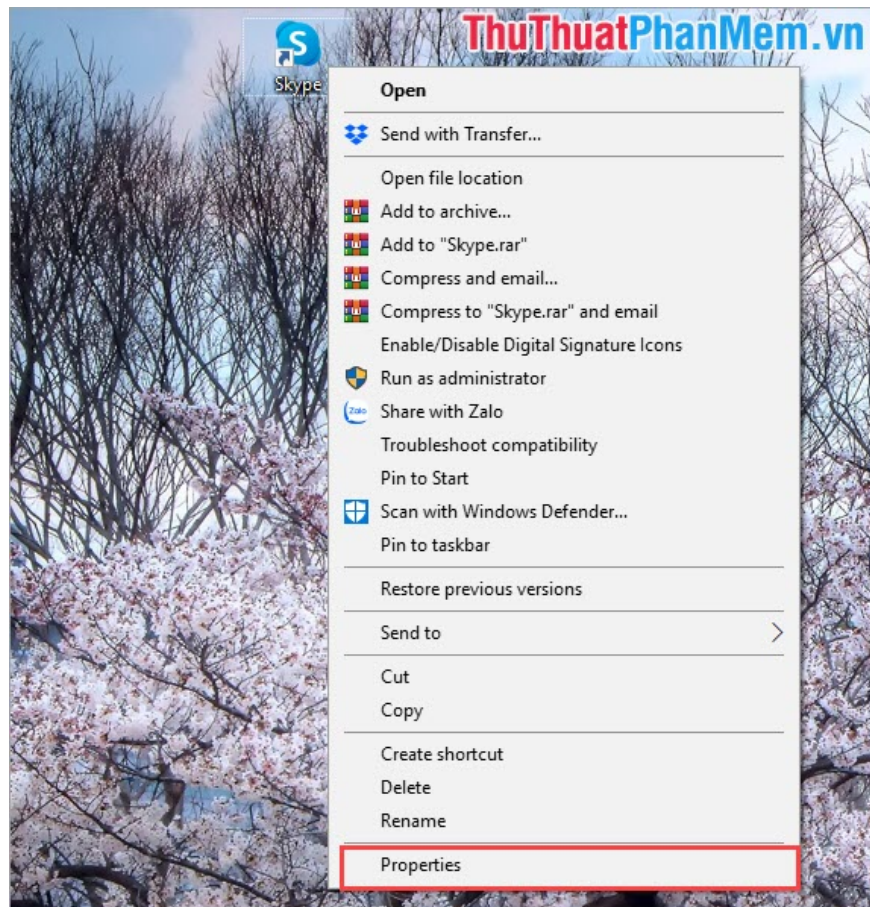 ThuThuatPhanMem.vn
Skype
Open
Send with Transfer...
Open file location
Add to archive...
Add to "Skype.rar"
Compress and email...
Compress to "Skype.rar" and email
Enable/Disable Digital Signature Icons
Run as administrator
Zalo Share with Zalo
Troubleshoot compatibility
Pin to Start
Scan with Windows Defender...
Pin to taskbar
Restore previous versions
Send to
Cut
Copy
Create shortcut
Delete
Rename
Properties